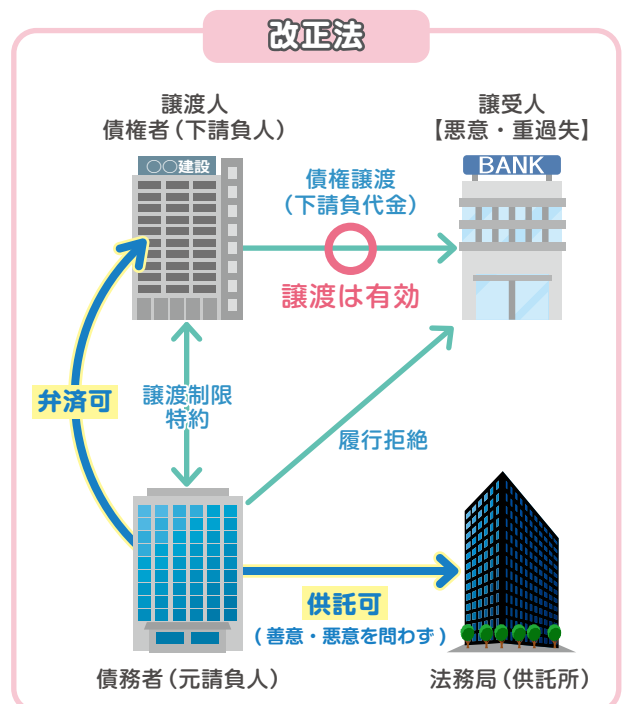 改正法
譲渡人
債権者（下請負人）
譲受人
【悪意・重過失】
〇〇建設
BANK
債権譲渡
（下請負代金）
譲渡は有効
弁済可
譲渡制限
特約
履行拒絶
供託可
（善意・悪意を問わず）
債務者（元請負人）
法務局（供託所）